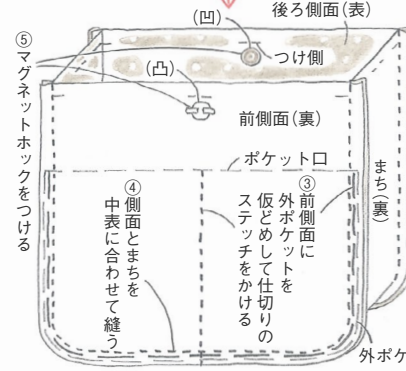 後ろ側面(表)
(凹)
つけ側
(凸)
⑤マグネットホックをつける
前側面(裏)
ポケット口
まち(裏)
③前側面に
外ポケットを
仮どめして仕切りの
ステッチをかける
④側面とまちを
中表に合わせて縫う
外ポケ